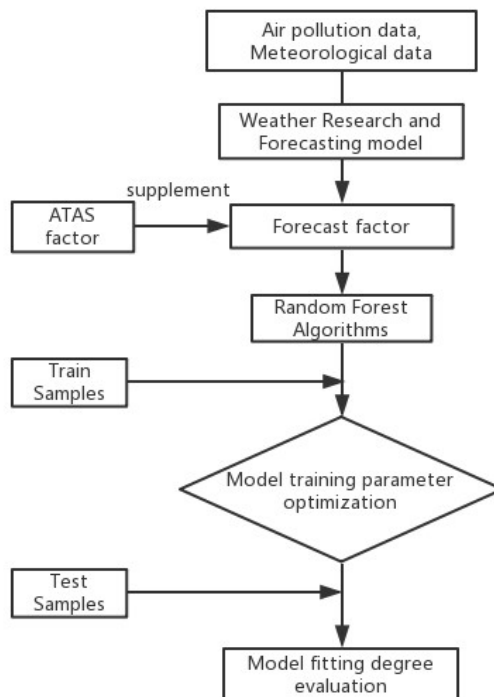 Air pollution data,
Meteorological data
Weather Research and
Forecasting model
supplement
ATAS
factor
Forecast factor
Random Forest
Algorithms
Train
Samples
Model training parameter
optimization
Test
Samples
Model fitting degree
evaluation